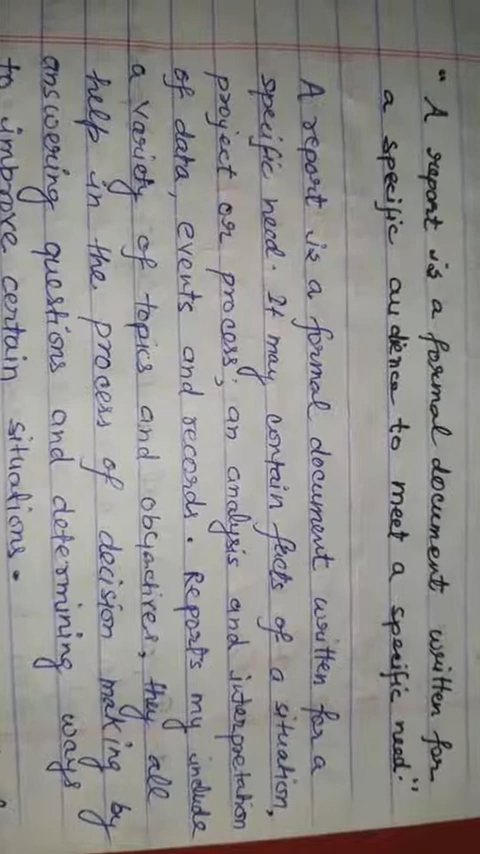 " A report is a formal document written for
a specific audience to meet a specific need."
A report is a formal document written for a
specific need. It may contain facts of a situation,
project or process; an analysis and interpretation
of data, events and records. Reports my include
a variety of topics and objectives, they all
help in the process of decision making by
answering questions and determining ways
to improve certain situations.